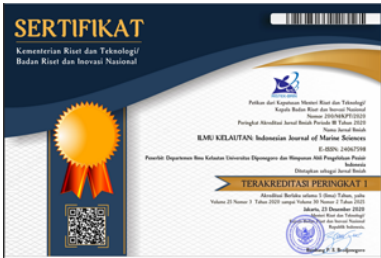 SERTIFIKAT
Kementerian Riset dan Teknologi/
Badan Riset dan Inovasi Nasional
Petikan dari Keputusan Menteri Riset dan Teknologi/
Kepala Badan Riset dan Inovasi Nasional
Nomor 200/M/KPT/2020
Peringkat Akreditasi Jurnal Ilmiah Periode III Tahun 2020
Nama Jurnal Ilmiah
ILMU KELAUTAN: Indonesian Journal of Marine Sciences
E-ISSN: 24067598
Penerbit: Departemen Ilmu Kelautan Universitas Diponegoro dan Himpunan Ahli Pengelolaan Pesisir
Indonesia
Ditetapkan sebagai Jurnal Ilmiah
TERAKREDITASI PERINGKAT 1
Akreditasi Berlaku selama 5 (lima) Tahun, yaitu
Volume 25 Nomor 3 Tahun 2020 sampai Volume 30 Nomor 2 Tahun 2025
Jakarta, 23 Desember 2020
Menteri Riset dan Teknologi/
Kepala Badan Riset dan Inovasi Nasional
Republik Indonesia,
Bambang P. S. Brodjonegoro